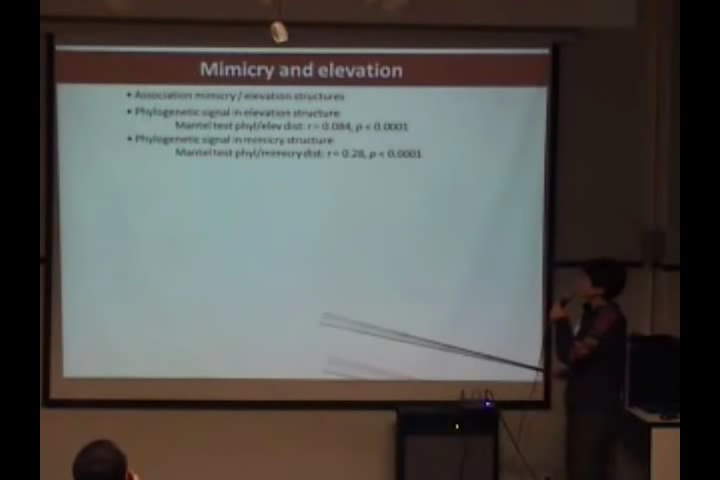 Mimicry and elevation
• Association mimicry / elevation structures
• Phylogenetic signal in elevation structure
Mantel test phyl/elev dist: r = 0.084, p < 0.0001
• Phylogenetic signal in mimicry structure
Mantel test phyl/mimicry dist: r = 0.28, p < 0.0001